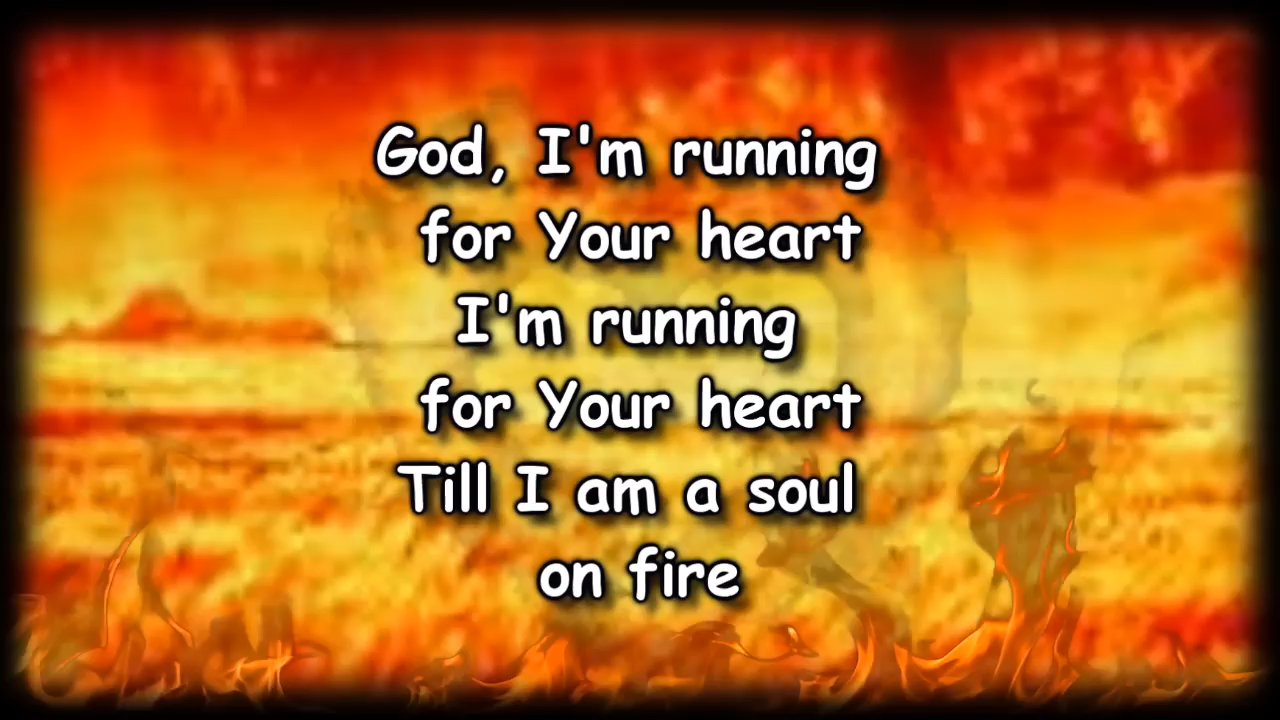 God, I'm running
for Your heart
I'm running
for Your heart
Till I am a soul
on fire